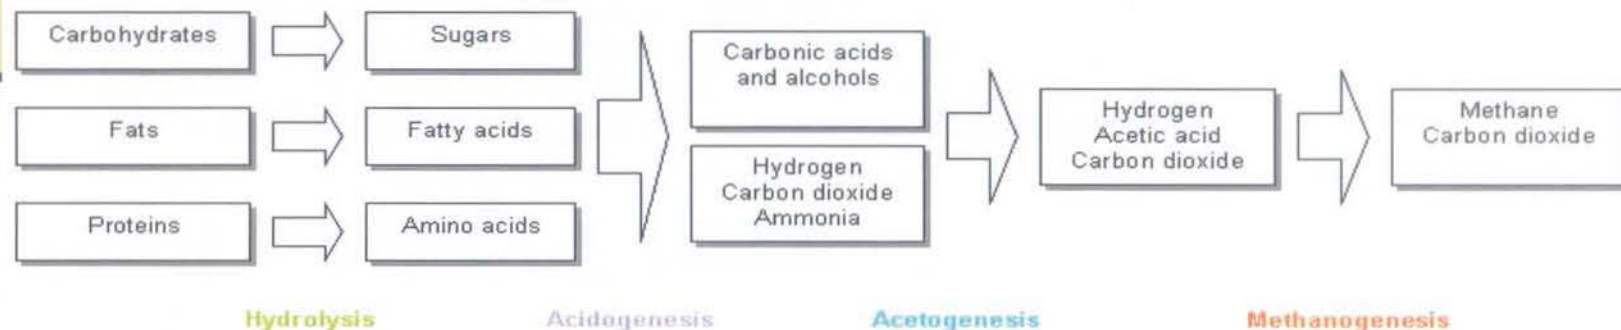 Carbohydrates
Sugars
Fats
Fatty acids
Proteins
Amino acids
Carbonic acids
and alcohols
Hydrogen
Carbon dioxide
Ammonia
Hydrogen
Acetic acid
Carbon dioxide
Methane
Carbon dioxide
Hydrolysis
Acidogenesis
Acetogenesis
Methanogenesis